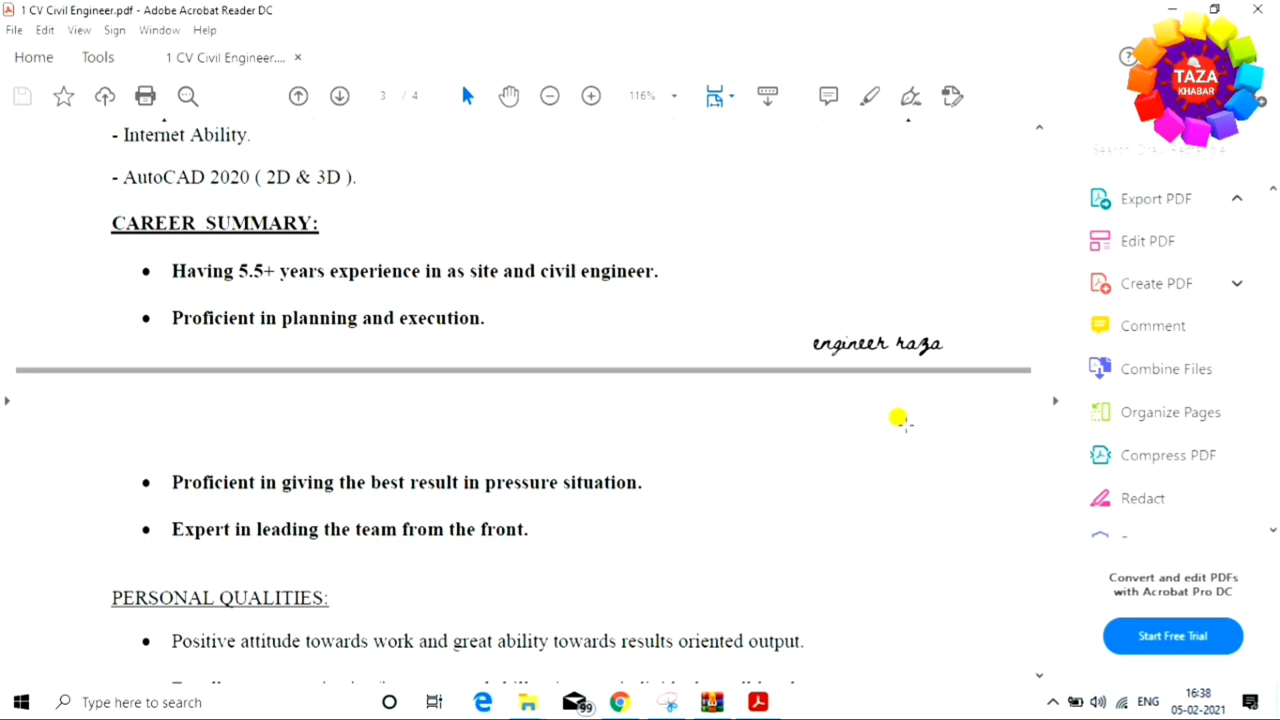 1 CV Civil Engineer.pdf - Adobe Acrobat Reader DC
File Edit View Sign Window Help
Home Tools 1 CV Civil Engineer.... ×
3 / 4 116%
TAZA
KHABAR
- Internet Ability.
- AutoCAD 2020 ( 2D & 3D ).
CAREER SUMMARY:
• Having 5.5+ years experience in as site and civil engineer.
• Proficient in planning and execution.
engineer raza
• Proficient in giving the best result in pressure situation.
• Expert in leading the team from the front.
PERSONAL QUALITIES:
• Positive attitude towards work and great ability towards results oriented output.
Export PDF
Edit PDF
Create PDF
Comment
Combine Files
Organize Pages
Compress PDF
Redact
Convert and edit PDFs
with Acrobat Pro DC
Start Free Trial
Type here to search
99
ENG
16:38
05-02-2021